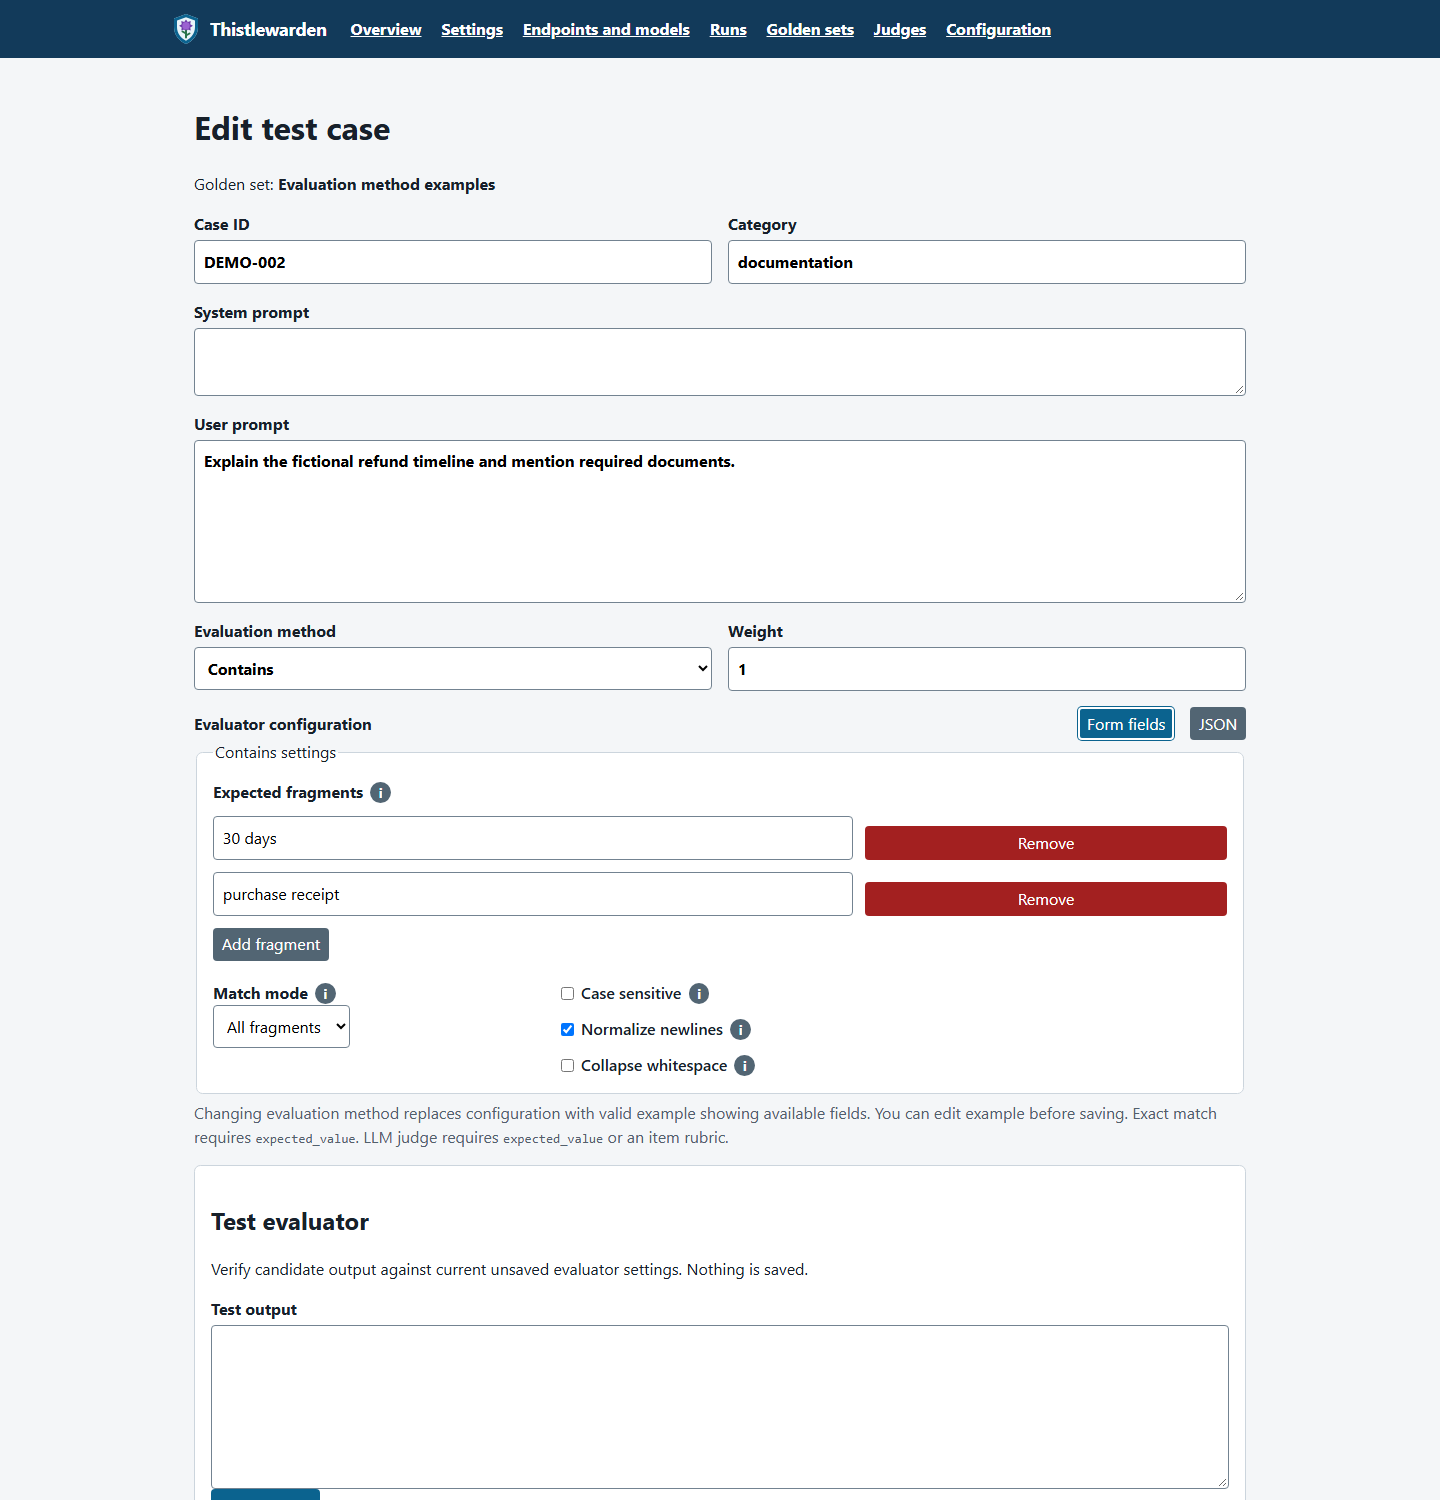 Thistlewarden Overview Settings Endpoints and models Runs Golden sets Judges Configuration
Edit test case
Golden set: Evaluation method examples
Case ID Category
DEMO-002 documentation
System prompt
User prompt
Explain the fictional refund timeline and mention required documents.
Evaluation method Weight
Contains 1
Evaluator configuration Form fields JSON
Contains settings
Expected fragments i
30 days Remove
purchase receipt Remove
Add fragment
Match mode i Case sensitive i
All fragments Normalize newlines i
Collapse whitespace i
Changing evaluation method replaces configuration with valid example showing available fields. You can edit example before saving. Exact match
requires expected_value. LLM judge requires expected_value or an item rubric.
Test evaluator
Verify candidate output against current unsaved evaluator settings. Nothing is saved.
Test output